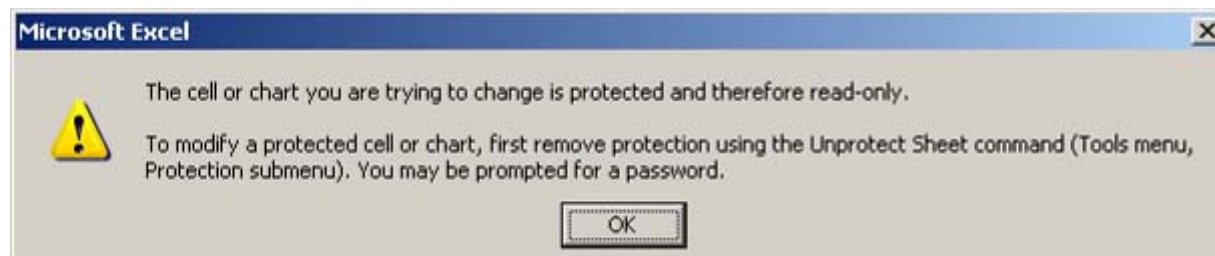 Microsoft Excel
The cell or chart you are trying to change is protected and therefore read-only.
To modify a protected cell or chart, first remove protection using the Unprotect Sheet command (Tools menu,
Protection submenu). You may be prompted for a password.
OK